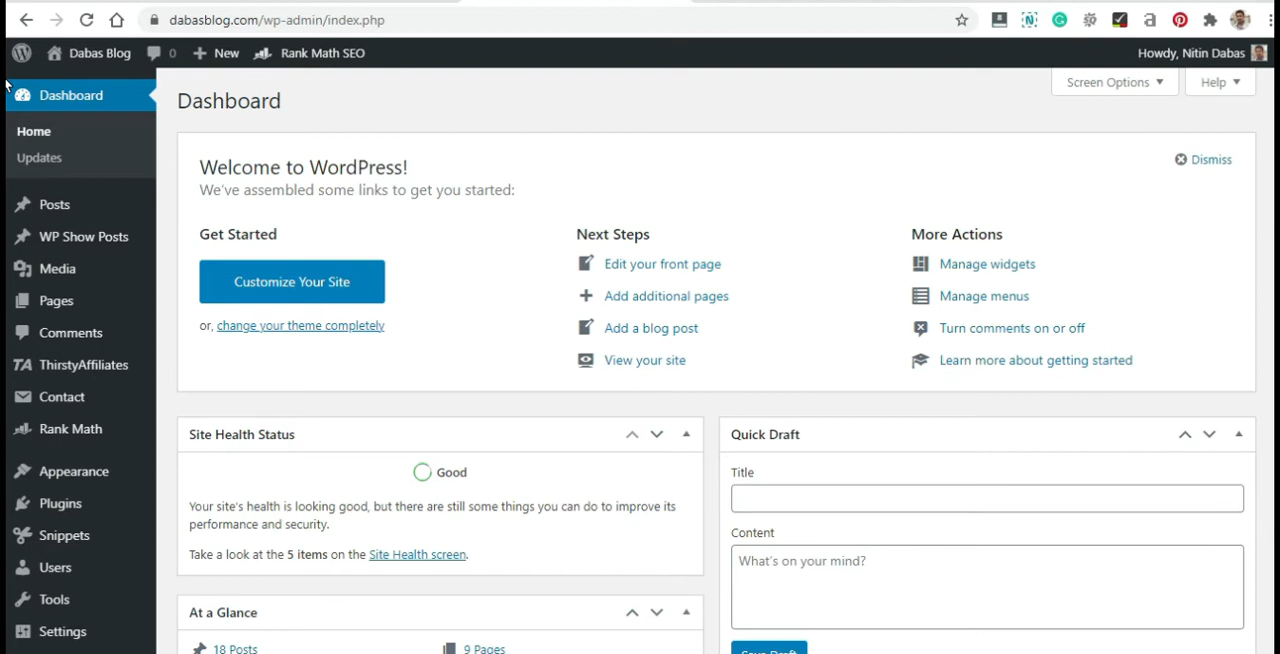 dabasblog.com/wp-admin/index.php
Dabas Blog 0 New Rank Math SEO Howdy, Nitin Dabas
Dashboard
Home
Updates
Posts
WP Show Posts
Media
Pages
Comments
TA ThirstyAffiliates
Contact
Rank Math
Appearance
Plugins
Snippets
Users
Tools
Settings
Screen Options Help
Dashboard
Welcome to WordPress!
Dismiss
We've assembled some links to get you started:
Get Started
Customize Your Site
or, change your theme completely
Next Steps
Edit your front page
Add additional pages
Add a blog post
View your site
More Actions
Manage widgets
Manage menus
Turn comments on or off
Learn more about getting started
Site Health Status
Good
Your site's health is looking good, but there are still some things you can do to improve its
performance and security.
Take a look at the 5 items on the Site Health screen.
At a Glance
18 Posts 9 Pages
Quick Draft
Title
Content
What's on your mind?
Save Draft